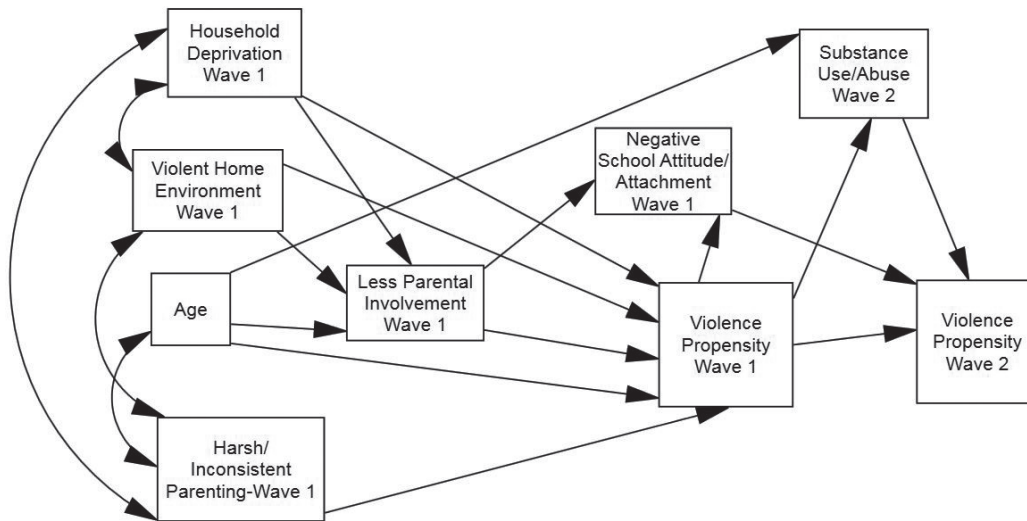 Household
Deprivation
Wave 1
Substance
Use/Abuse
Wave 2
Negative
School Attitude/
Attachment
Wave 1
Violent Home
Environment
Wave 1
Less Parental
Involvement
Wave 1
Age
Violence
Propensity
Wave 1
Violence
Propensity
Wave 2
Harsh/
Inconsistent
Parenting-Wave 1